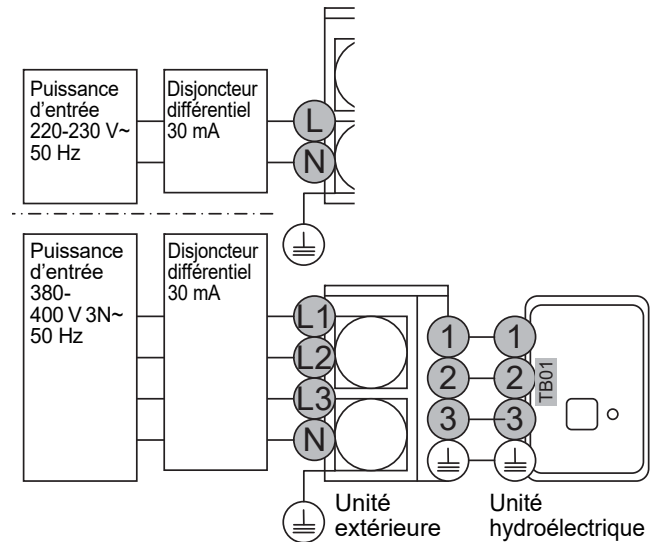 Puissance
d'entrée
220-230 V~
50 Hz
Disjoncteur
différentiel
30 mA
L
N
Puissance
d'entrée
380-
400 V 3N~
50 Hz
Disjoncteur
différentiel
30 mA
L1
L2
L3
N
1
2
3
1
2
3
TB01
Unité
extérieure
Unité
hydroélectrique